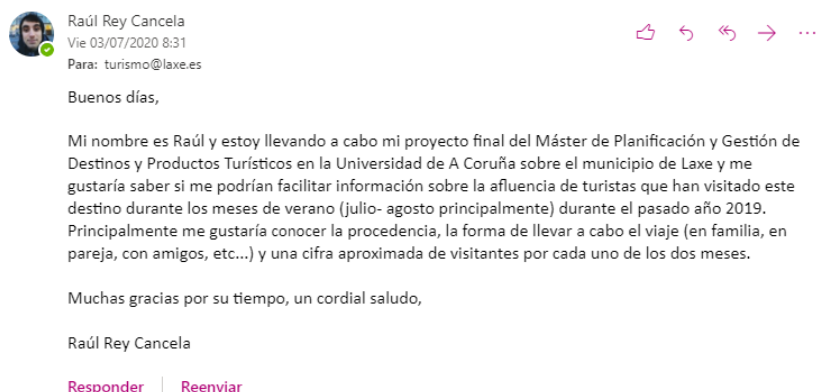 Raúl Rey Cancela
Vie 03/07/2020 8:31
Para: turismo@laxe.es
Buenos días,
Mi nombre es Raúl y estoy llevando a cabo mi proyecto final del Máster de Planificación y Gestión de
Destinos y Productos Turísticos en la Universidad de A Coruña sobre el municipio de Laxe y me
gustaría saber si me podrían facilitar información sobre la afluencia de turistas que han visitado este
destino durante los meses de verano (julio- agosto principalmente) durante el pasado año 2019.
Principalmente me gustaría conocer la procedencia, la forma de llevar a cabo el viaje (en familia, en
pareja, con amigos, etc...) y una cifra aproximada de visitantes por cada uno de los dos meses.
Muchas gracias por su tiempo, un cordial saludo,
Raúl Rey Cancela
Responder Reenviar